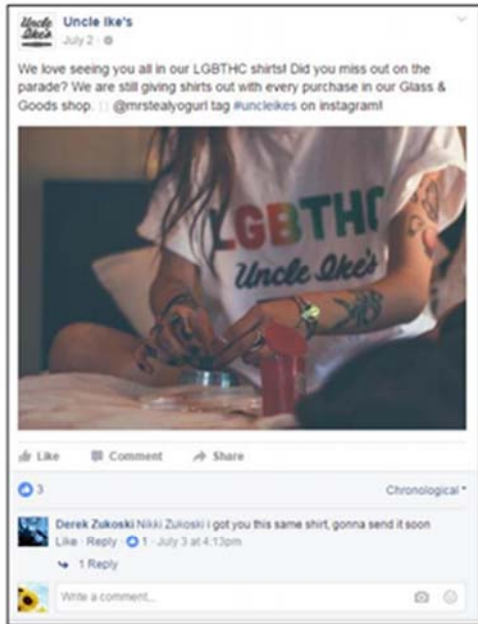 Uncle Ike's
Uncle Ike's
July 2
We love seeing you all in our LGBTHC shirts! Did you miss out on the
parade? We are still giving shirts out with every purchase in our Glass &
Goods shop. @mrstealyogurl tag #uncleikes on instagram!
LGBTHC
Uncle Ike's
Like Comment Share
3 Chronological
Derek Zukoski Nikki Zukoski i got you this same shirt, gonna send it soon
Like · Reply · 1 · July 3 at 4:13pm
1 Reply
Write a comment...